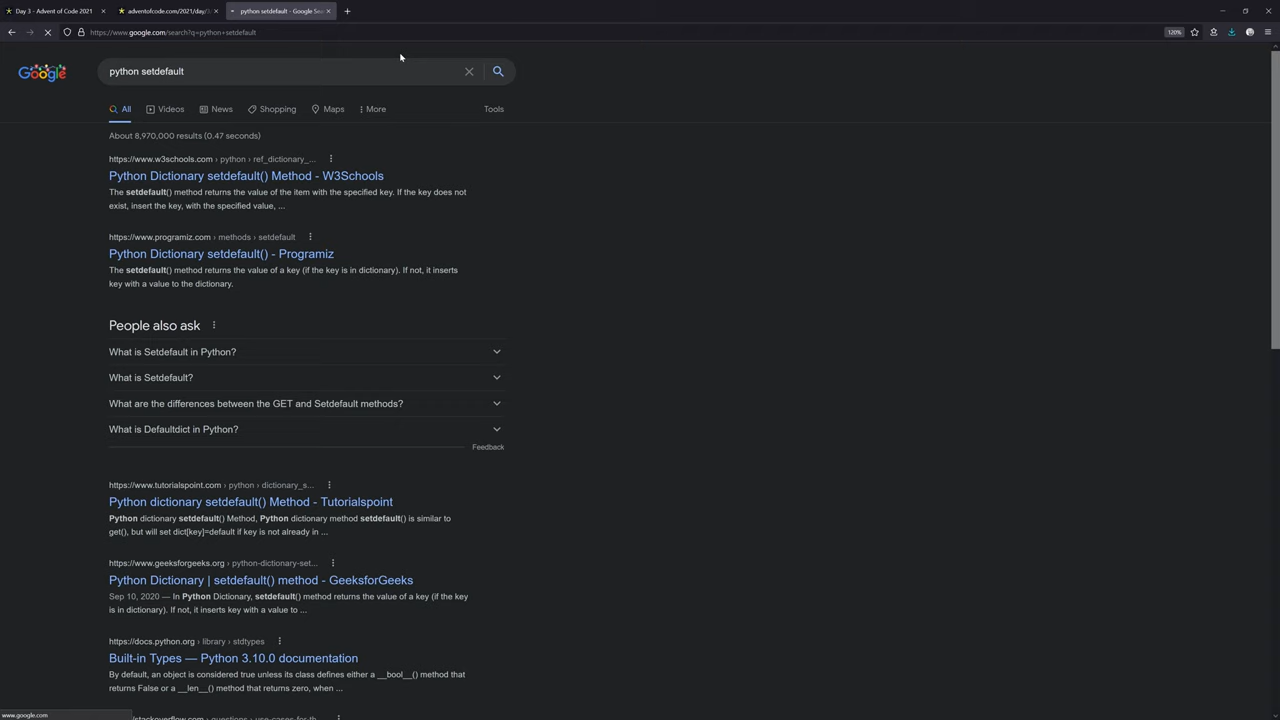 Day 3 - Advent of Code 2021
adventofcode.com/2021/day/3
python setdefault - Google Sea
https://www.google.com/search?q=python+setdefault
120%
Google
python setdefault
All
Videos
News
Shopping
Maps
More
Tools
About 8,970,000 results (0.47 seconds)
https://www.w3schools.com › python › ref_dictionary_...
Python Dictionary setdefault() Method - W3Schools
The setdefault() method returns the value of the item with the specified key. If the key does not
exist, insert the key, with the specified value, ...
https://www.programiz.com › methods › setdefault
Python Dictionary setdefault() - Programiz
The setdefault() method returns the value of a key (if the key is in dictionary). If not, it inserts
key with a value to the dictionary.
People also ask
What is Setdefault in Python?
What is Setdefault?
What are the differences between the GET and Setdefault methods?
What is Defaultdict in Python?
Feedback
https://www.tutorialspoint.com › python › dictionary_s...
Python dictionary setdefault() Method - Tutorialspoint
Python dictionary setdefault() Method, Python dictionary method setdefault() is similar to
get(), but will set dict[key]=default if key is not already in ...
https://www.geeksforgeeks.org › python-dictionary-set...
Python Dictionary | setdefault() method - GeeksforGeeks
Sep 10, 2020 — In Python Dictionary, setdefault() method returns the value of a key (if the key
is in dictionary). If not, it inserts key with a value to ...
https://docs.python.org › library › stdtypes
Built-in Types — Python 3.10.0 documentation
By default, an object is considered true unless its class defines either a __bool__() method that
returns False or a __len__() method that returns zero, when ...
www.google.com
/stackoverflow.com › questions › use-cases-for-th...